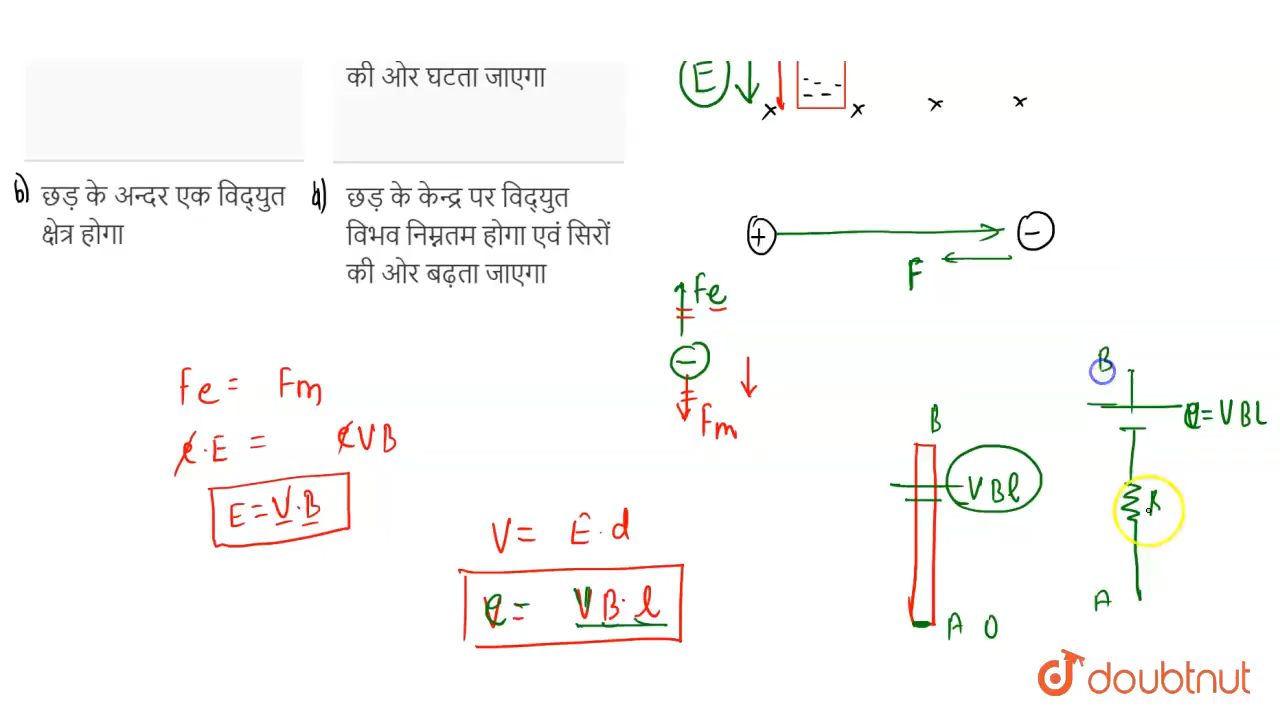 की ओर घटता जाएगा
E
x x x x
b) छड़ के अन्दर एक विद्युत
क्षेत्र होगा
d) छड़ के केन्द्र पर विद्युत
विभव निम्नतम होगा एवं सिरों
की ओर बढ़ता जाएगा
+ −
F
Fe
−
Fm
Fe = Fm
e.E = eVB
E = V.B
V = E.d
e = VB.l
B
VBl
A 0
B
e = VBl
R
A
doubtnut